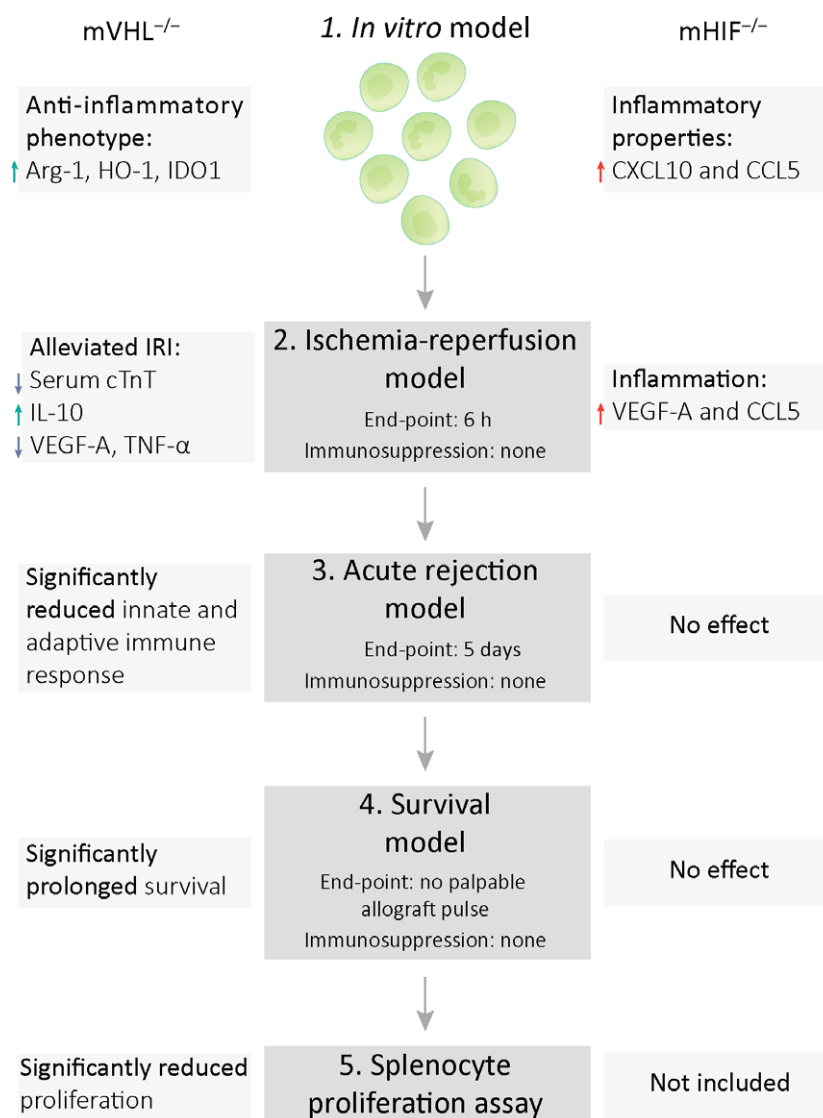 mVHL⁻/⁻
1. In vitro model
mHIF⁻/⁻
Anti-inflammatory
phenotype:
↑ Arg-1, HO-1, IDO1
Inflammatory
properties:
↑ CXCL10 and CCL5
Alleviated IRI:
↓ Serum cTnT
↑ IL-10
↓ VEGF-A, TNF-α
2. Ischemia-reperfusion
model
End-point: 6 h
Immunosuppression: none
Inflammation:
↑ VEGF-A and CCL5
Significantly
reduced innate and
adaptive immune
response
3. Acute rejection
model
End-point: 5 days
Immunosuppression: none
No effect
Significantly
prolonged survival
4. Survival
model
End-point: no palpable
allograft pulse
Immunosuppression: none
No effect
Significantly reduced
proliferation
5. Splenocyte
proliferation assay
Not included